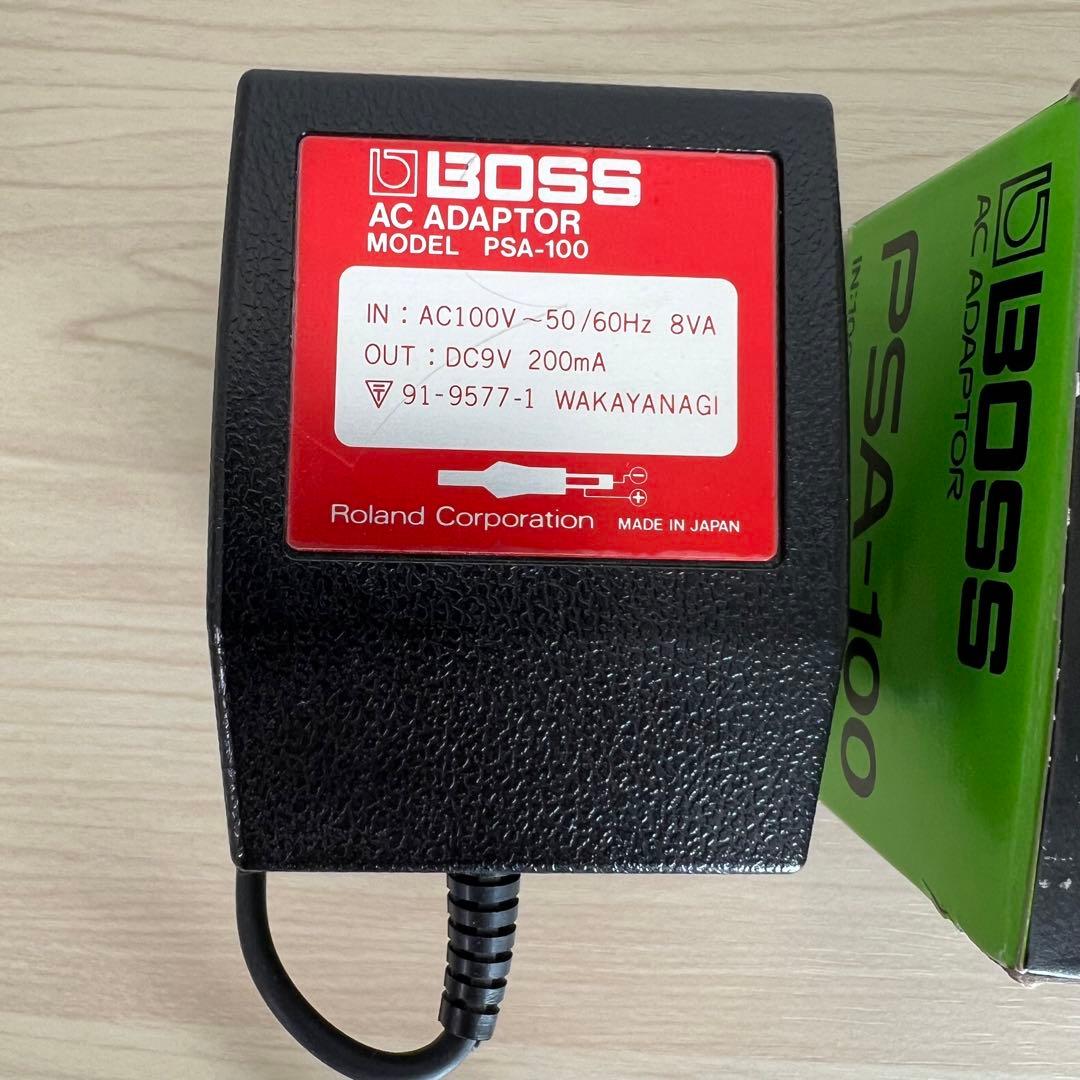 BOSS
AC ADAPTOR
MODEL PSA-100
IN : AC100V~50/60Hz 8VA
OUT : DC9V 200mA
〒 91-9577-1 WAKAYANAGI
Roland Corporation MADE IN JAPAN
BOSS
AC ADAPTOR
PSA-100